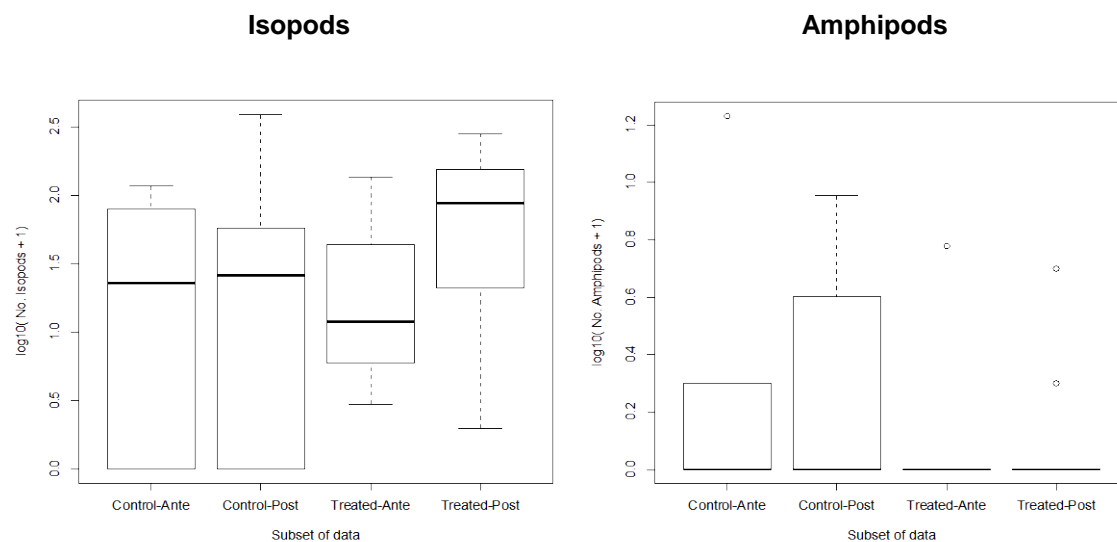 Isopods
log10( No. Isopods + 1)
2.5
2.0
1.5
1.0
0.5
0.0
Control-Ante Control-Post Treated-Ante Treated-Post
Subset of data
Amphipods
log10( No. Amphipods + 1)
1.2
1.0
0.8
0.6
0.4
0.2
0.0
Control-Ante Control-Post Treated-Ante Treated-Post
Subset of data